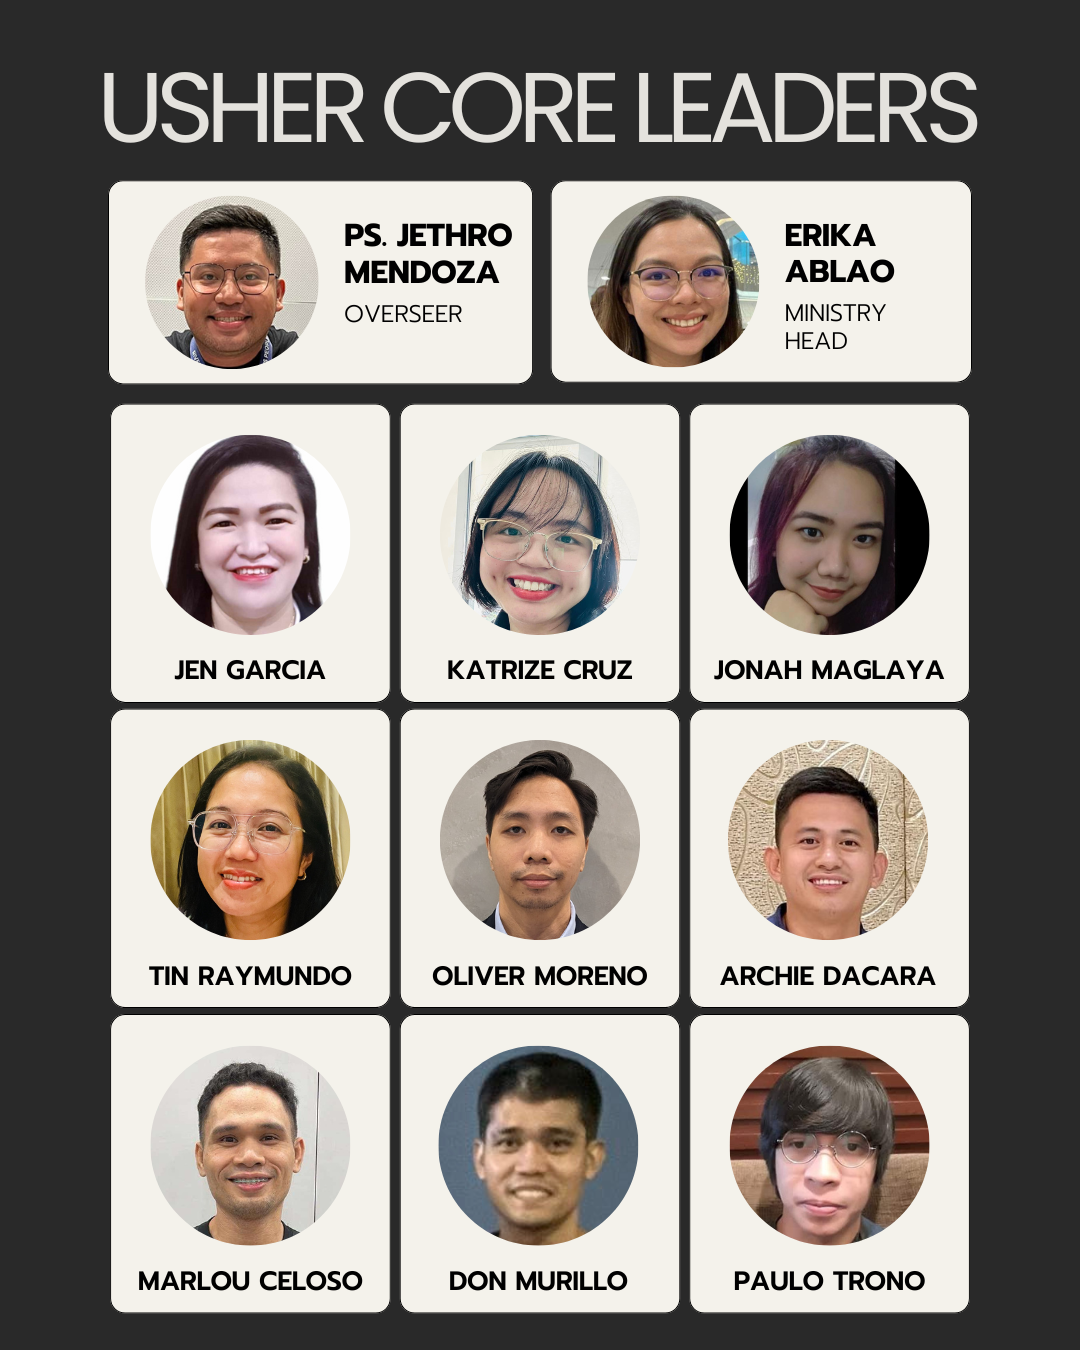 USHER CORE LEADERS
PS. JETHRO
MENDOZA
OVERSEER
ERIKA
ABLAO
MINISTRY
HEAD
JEN GARCIA
KATRIZE CRUZ
JONAH MAGLAYA
TIN RAYMUNDO
OLIVER MORENO
ARCHIE DACARA
MARLOU CELOSO
DON MURILLO
PAULO TRONO